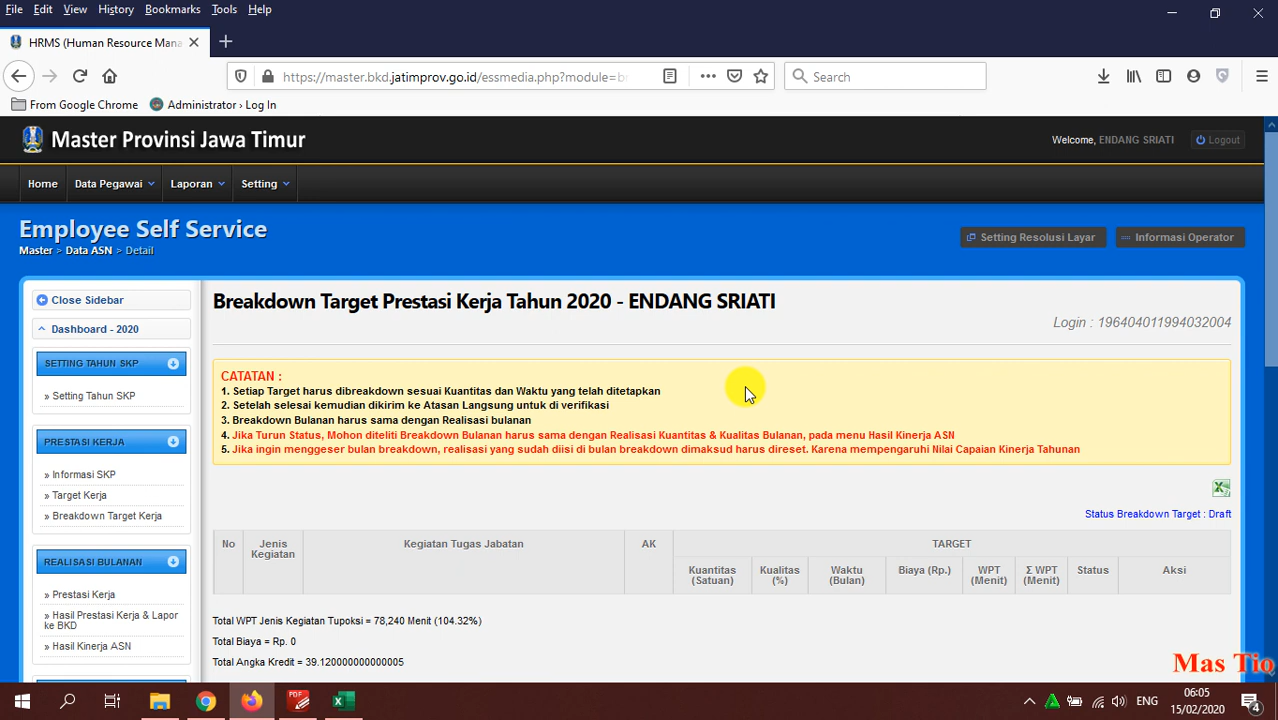 File Edit View History Bookmarks Tools Help
HRMS (Human Resource Mana
https://master.bkd.jatimprov.go.id/essmedia.php?module=b
Search
From Google Chrome Administrator › Log In
Master Provinsi Jawa Timur
Welcome, ENDANG SRIATI Logout
Home Data Pegawai Laporan Setting
Employee Self Service
Master > Data ASN > Detail
Setting Resolusi Layar Informasi Operator
Close Sidebar
Dashboard - 2020
SETTING TAHUN SKP
» Setting Tahun SKP
PRESTASI KERJA
» Informasi SKP
» Target Kerja
» Breakdown Target Kerja
REALISASI BULANAN
» Prestasi Kerja
» Hasil Prestasi Kerja & Lapor
ke BKD
» Hasil Kinerja ASN
Breakdown Target Prestasi Kerja Tahun 2020 - ENDANG SRIATI
Login : 196404011994032004
CATATAN :
1. Setiap Target harus dibreakdown sesuai Kuantitas dan Waktu yang telah ditetapkan
2. Setelah selesai kemudian dikirim ke Atasan Langsung untuk di verifikasi
3. Breakdown Bulanan harus sama dengan Realisasi bulanan
4. Jika Turun Status, Mohon diteliti Breakdown Bulanan harus sama dengan Realisasi Kuantitas & Kualitas Bulanan, pada menu Hasil Kinerja ASN
5. Jika ingin menggeser bulan breakdown, realisasi yang sudah diisi di bulan breakdown dimaksud harus direset. Karena mempengaruhi Nilai Capaian Kinerja Tahunan
Status Breakdown Target : Draft
No Jenis Kegiatan Kegiatan Tugas Jabatan AK TARGET
Kuantitas (Satuan) Kualitas (%) Waktu (Bulan) Biaya (Rp.) WPT (Menit) Σ WPT (Menit) Status Aksi
Total WPT Jenis Kegiatan Tupoksi = 78,240 Menit (104.32%)
Total Biaya = Rp. 0
Total Angka Kredit = 39.120000000000005
Mas Tio
PDF
ENG
06:05
15/02/2020
4